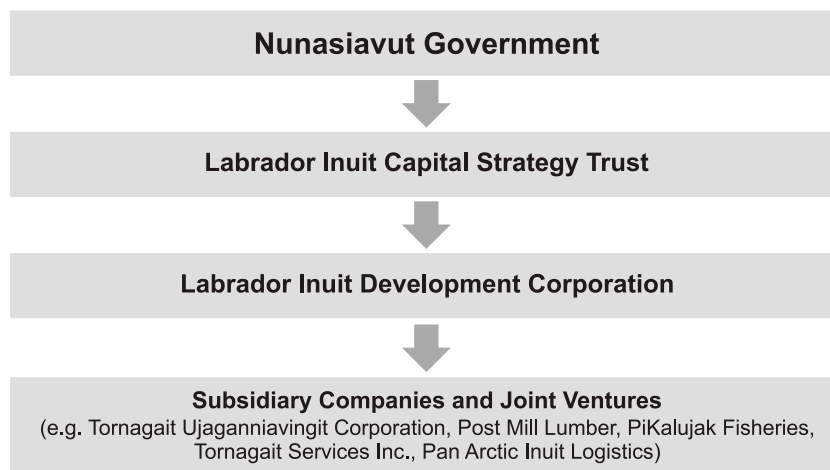 Nunasiavut Government
Labrador Inuit Capital Strategy Trust
Labrador Inuit Development Corporation
Subsidiary Companies and Joint Ventures
(e.g. Tornagait Ujaganniavingit Corporation, Post Mill Lumber, PiKalujak Fisheries,
Tornagait Services Inc., Pan Arctic Inuit Logistics)